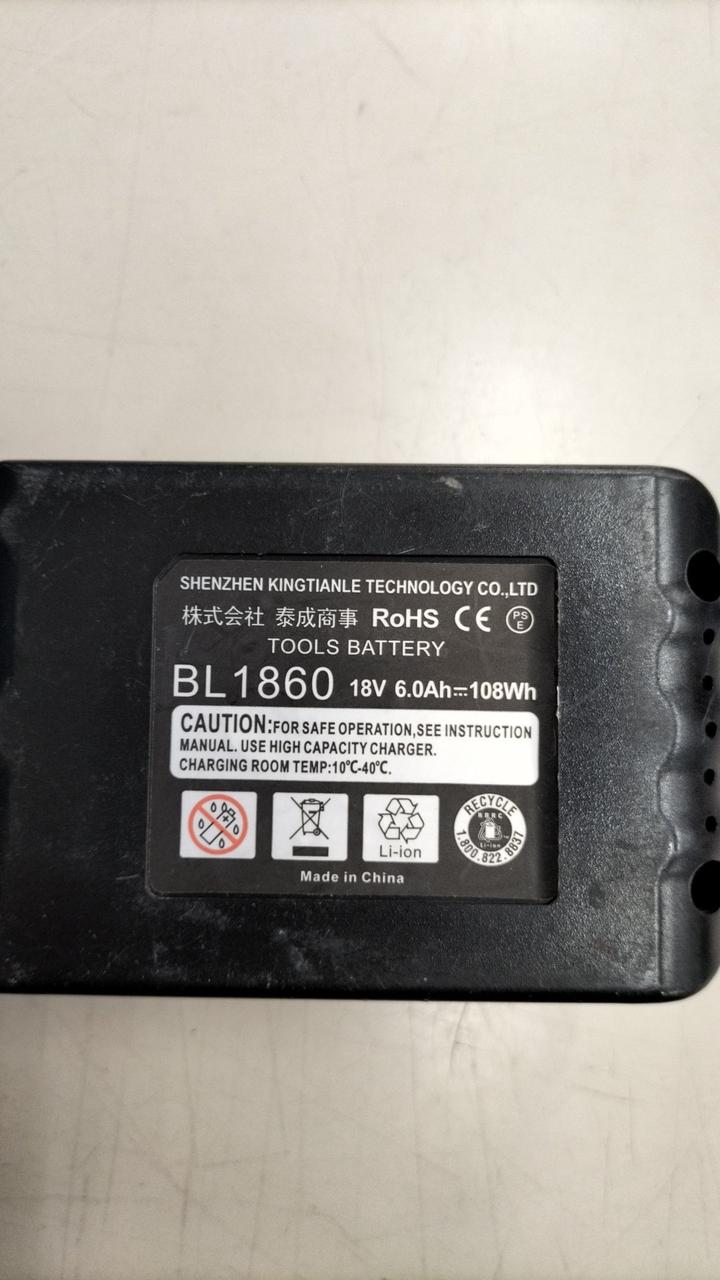 SHENZHEN KINGTIANLE TECHNOLOGY CO.,LTD
株式会社 泰成商事 RoHS CE PSE
TOOLS BATTERY
BL1860 18V 6.0Ah⎓108Wh
CAUTION:FOR SAFE OPERATION,SEE INSTRUCTION
MANUAL. USE HIGH CAPACITY CHARGER.
CHARGING ROOM TEMP:10℃-40℃.
Li-ion
RECYCLE
RBRC
Li-ion
1.800.822.8837
Made in China